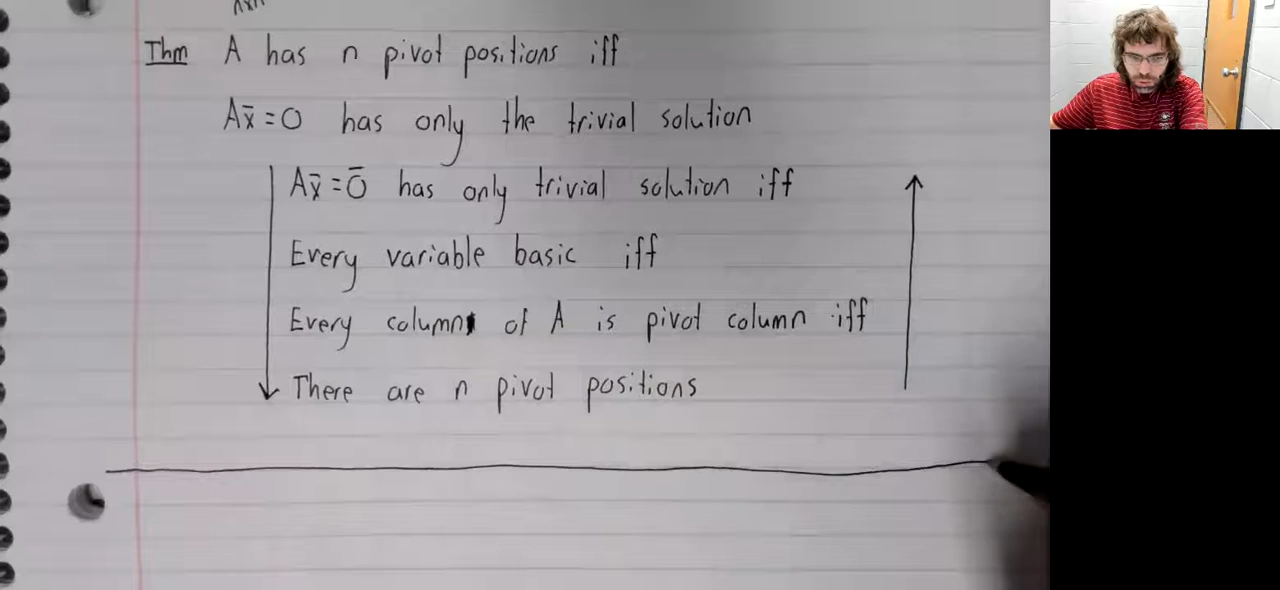 Thm A has n pivot positions iff
Ax̄ = 0 has only the trivial solution
Ax̄ = 0̄ has only trivial solution iff
Every variable basic iff
Every column of A is pivot column iff
There are n pivot positions